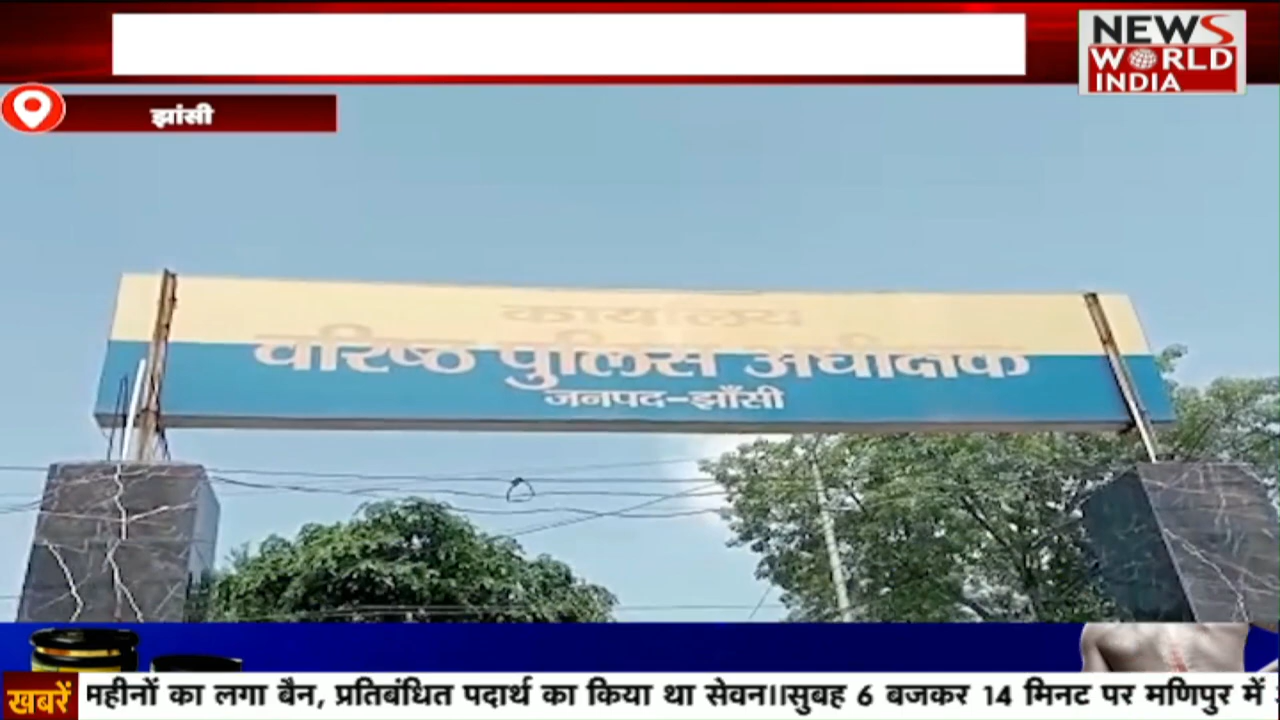 NEWS
WORLD
INDIA
झांसी
कार्यालय
वरिष्ठ पुलिस अधीक्षक
जनपद-झाँसी
खबरें महीनों का लगा बैन, प्रतिबंधित पदार्थ का किया था सेवन।।सुबह 6 बजकर 14 मिनट पर मणिपुर में